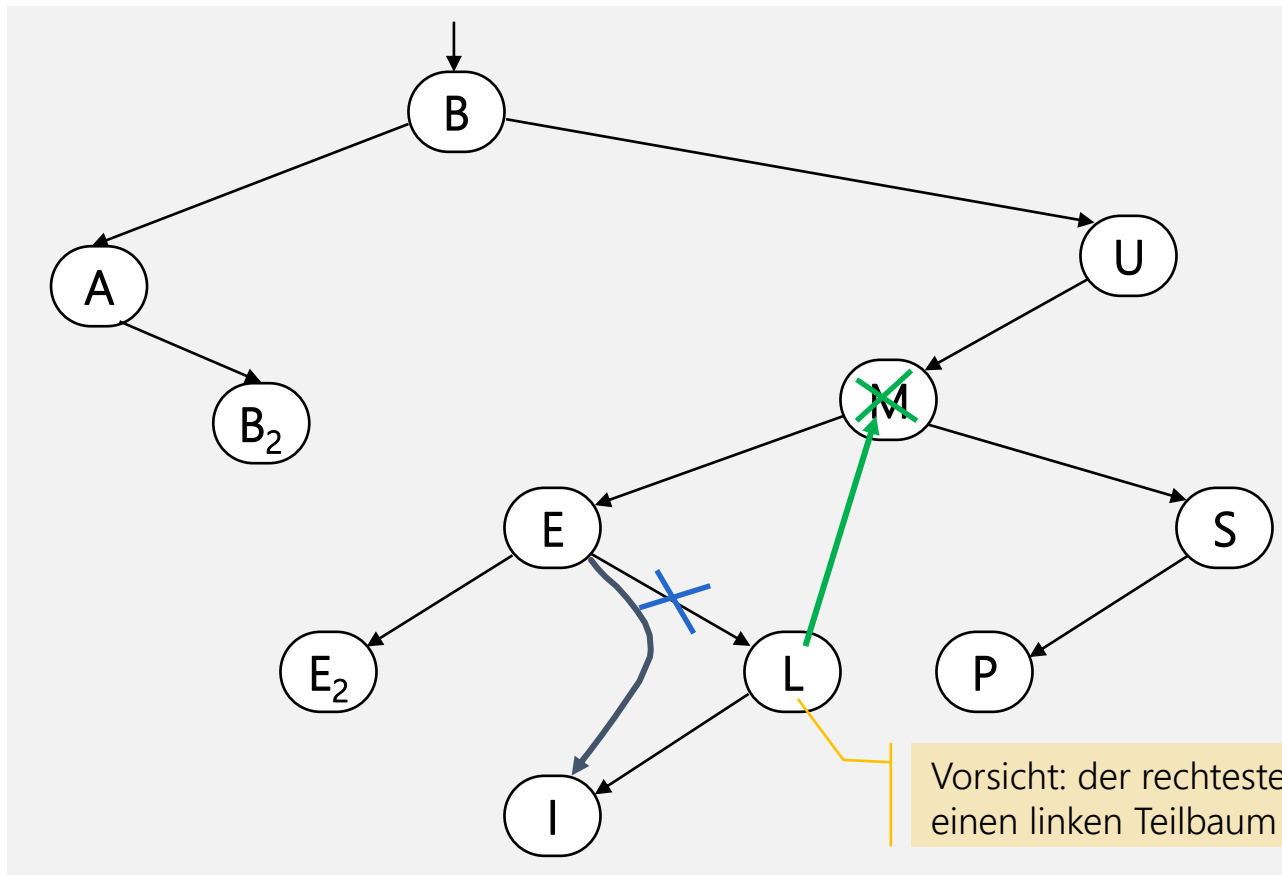 B
A
U
B₂
M
E
S
E₂
L
P
I
Vorsicht: der rechteste
einen linken Teilbaum